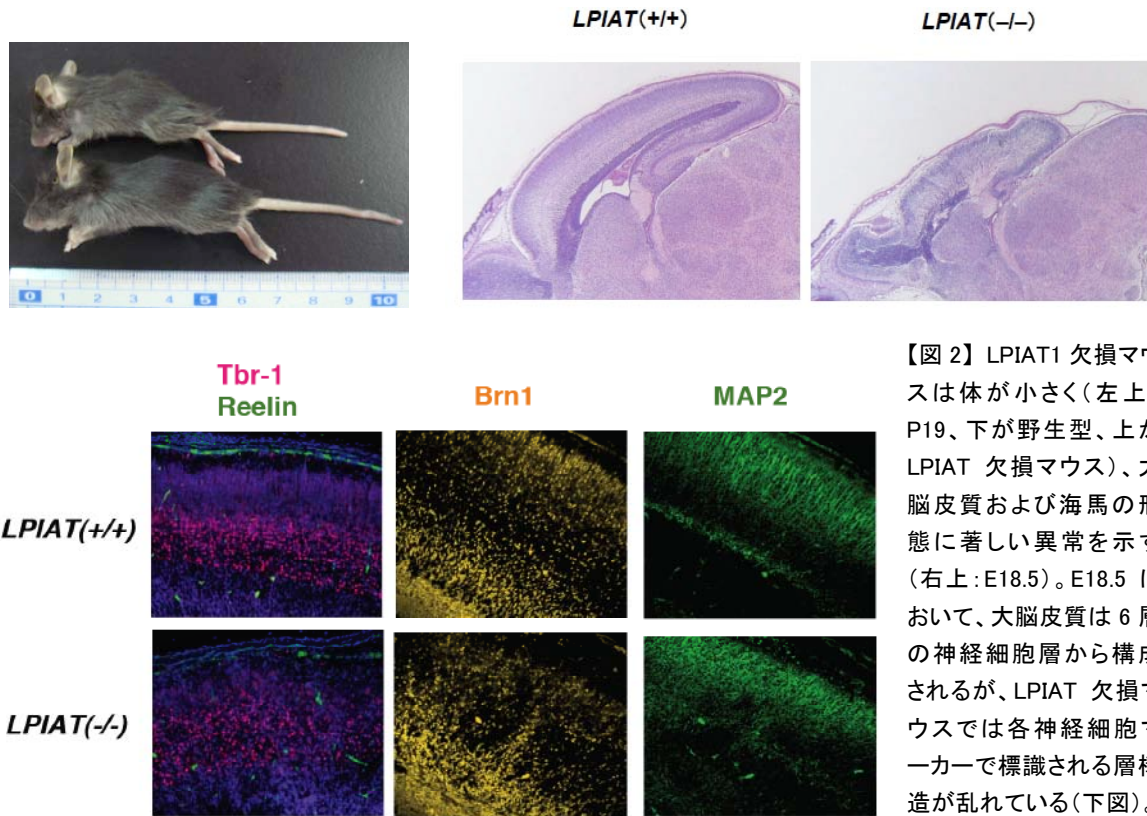 LPIAT(+/+)
LPIAT(–/–)
0 1 2 3 4 5 6 7 8 9 10
Tbr-1
Reelin
Brn1
MAP2
LPIAT(+/+)
LPIAT(-/-)
【図 2】 LPIAT1 欠損マウ
スは体が小さく(左上
P19、下が野生型、上が
LPIAT 欠損マウス)、大
脳皮質および海馬の形
態に著しい異常を示す
(右上:E18.5)。E18.5 に
おいて、大脳皮質は 6 層
の神経細胞層から構成
されるが、LPIAT 欠損マ
ウスでは各神経細胞マ
ーカーで標識される層構
造が乱れている(下図)。